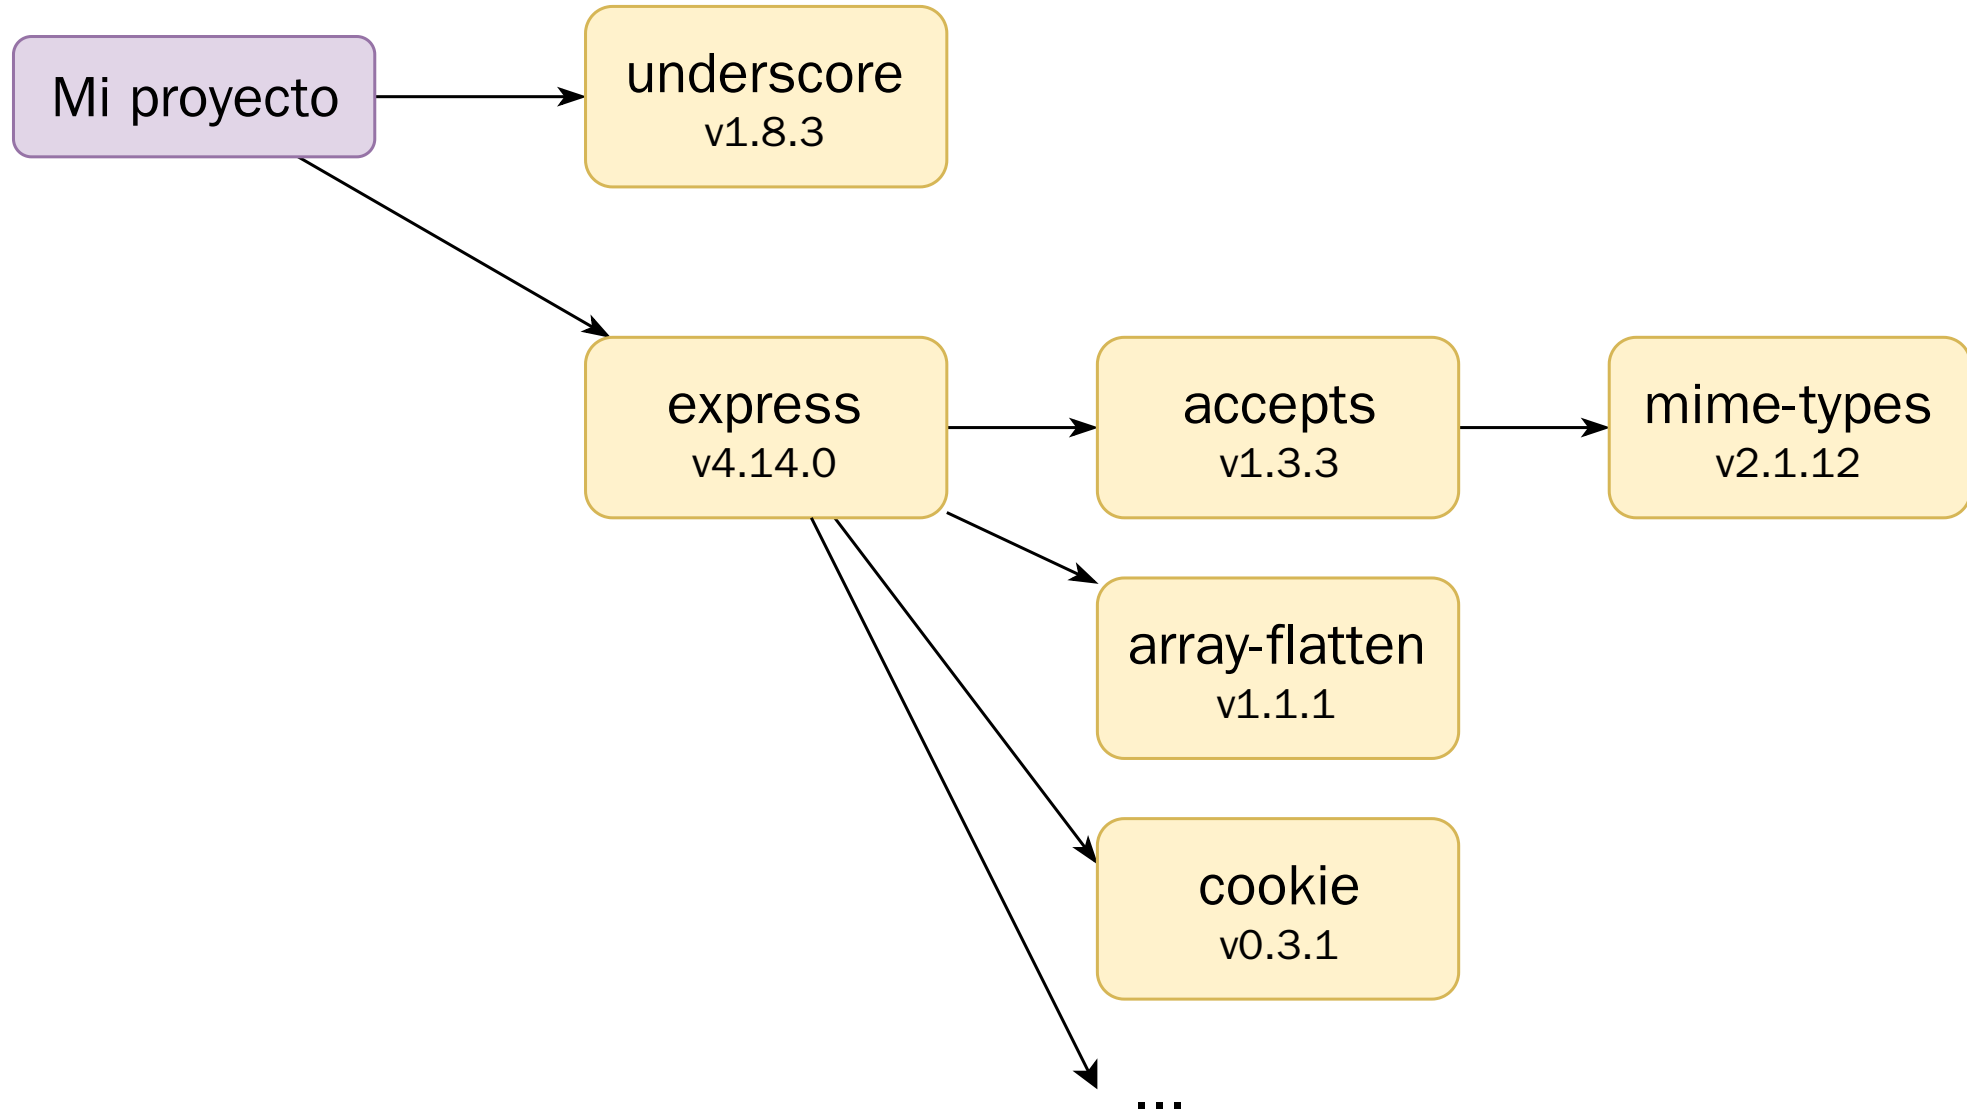 Mi proyecto
underscore
v1.8.3
express
v4.14.0
accepts
v1.3.3
mime-types
v2.1.12
array-flatten
v1.1.1
cookie
v0.3.1
...